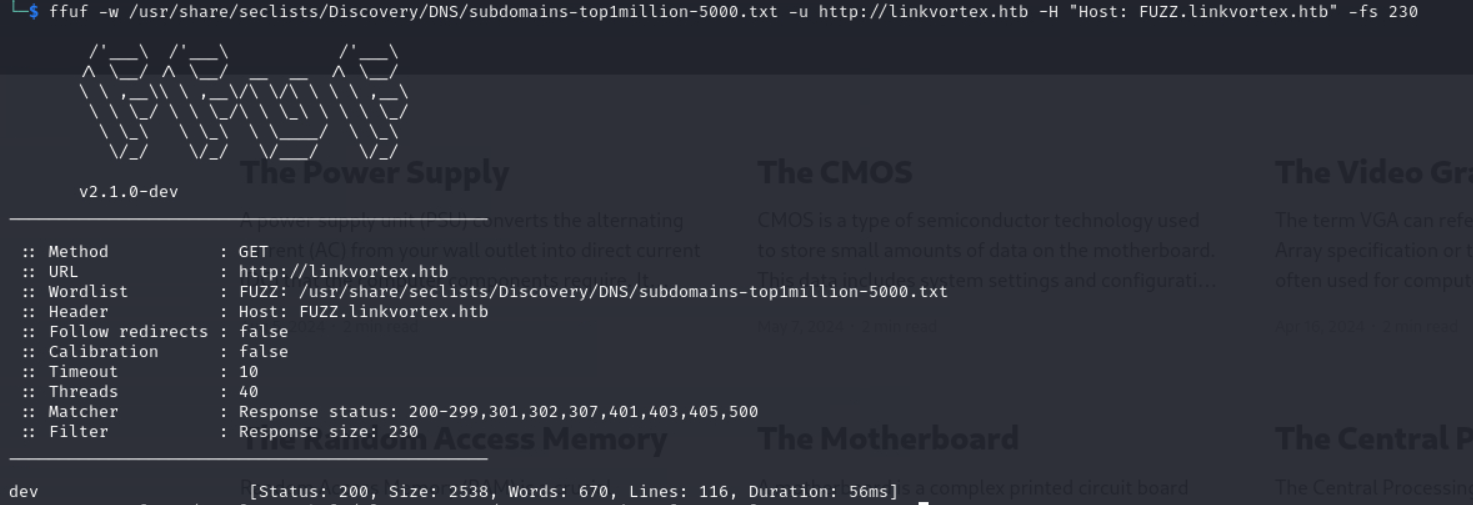 └─$ ffuf -w /usr/share/seclists/Discovery/DNS/subdomains-top1million-5000.txt -u http://linkvortex.htb -H "Host: FUZZ.linkvortex.htb" -fs 230
v2.1.0-dev
:: Method : GET
:: URL : http://linkvortex.htb
:: Wordlist : FUZZ: /usr/share/seclists/Discovery/DNS/subdomains-top1million-5000.txt
:: Header : Host: FUZZ.linkvortex.htb
:: Follow redirects : false
:: Calibration : false
:: Timeout : 10
:: Threads : 40
:: Matcher : Response status: 200-299,301,302,307,401,403,405,500
:: Filter : Response size: 230
dev [Status: 200, Size: 2538, Words: 670, Lines: 116, Duration: 56ms]
The Power Supply
A power supply unit (PSU) converts the alternating
current (AC) from your wall outlet into direct current
components require. It...
2024 · 2 min read
The CMOS
CMOS is a type of semiconductor technology used
to store small amounts of data on the motherboard.
This data includes system settings and configurati...
May 2, 2024 · 2 min read
The Video Gra
The term VGA can refe
Array specification or t
often used for comput
Apr 10, 2024 · 2 min read
The Random Access Memory
The Motherboard
is a complex printed circuit board
The Central P
The Central Processin